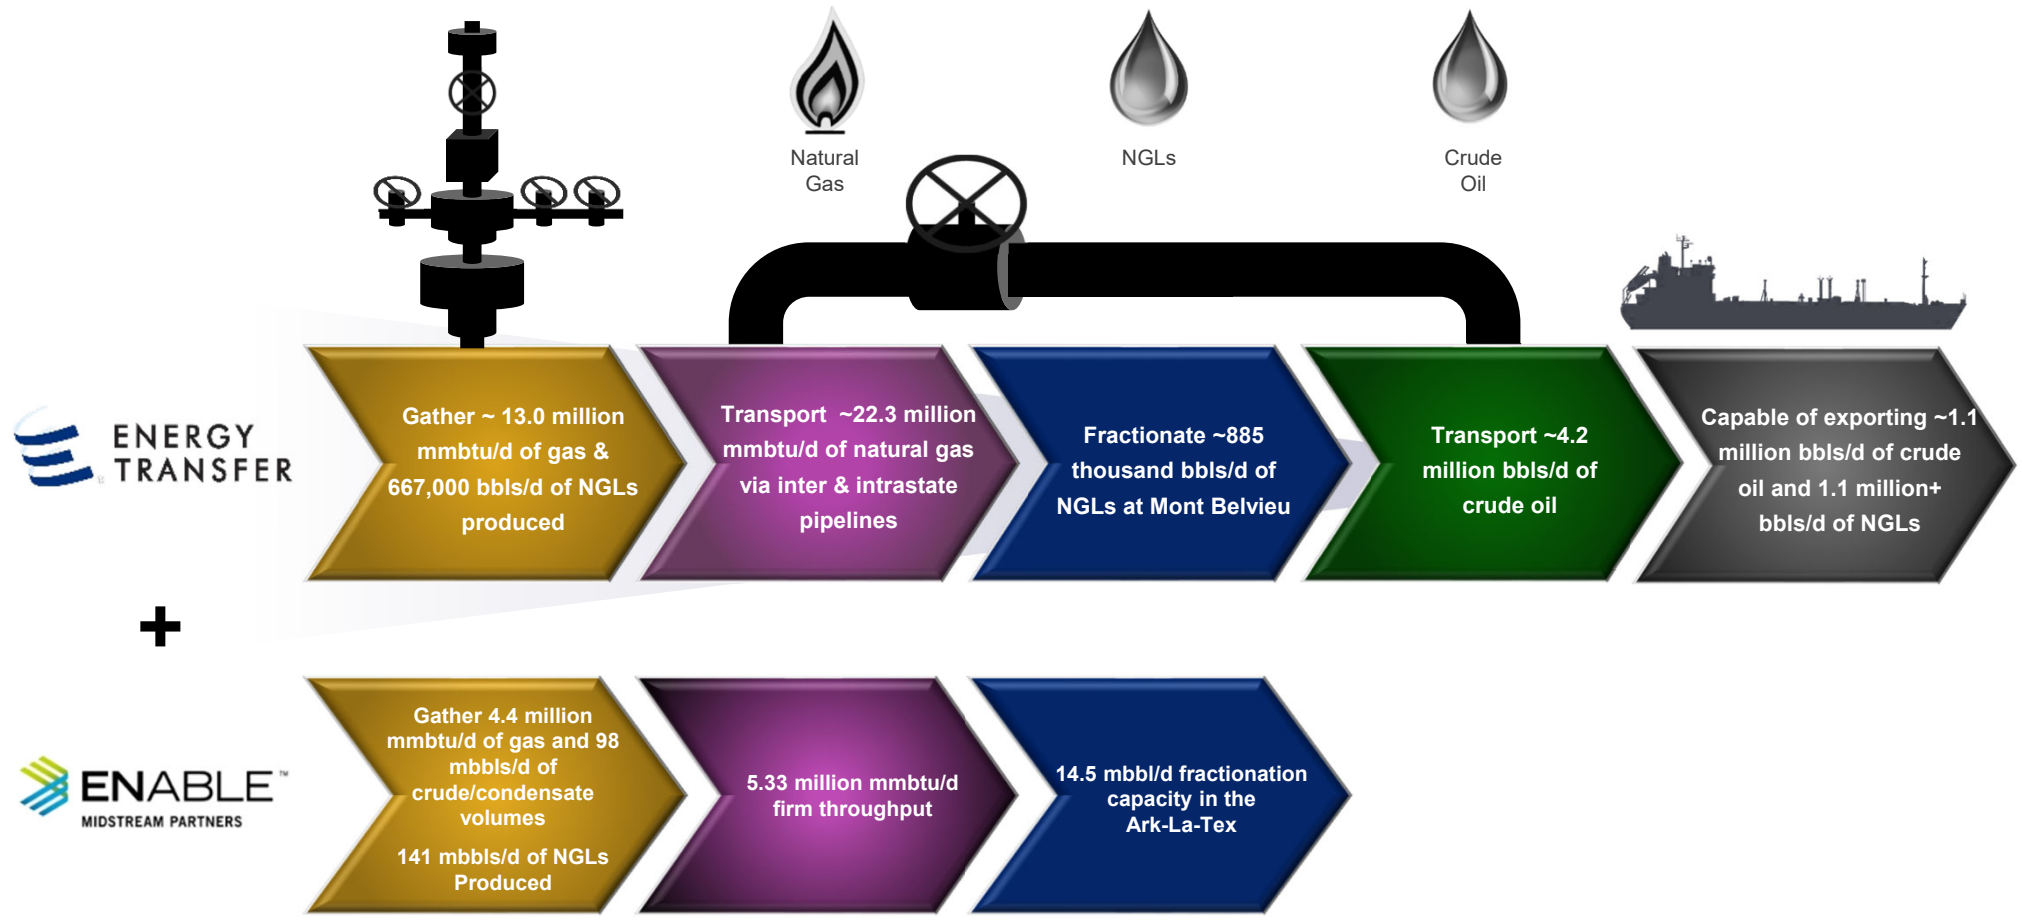 Natural
Gas
NGLs
Crude
Oil
ENERGY
TRANSFER
Gather ~ 13.0 million
mmbtu/d of gas &
667,000 bbls/d of NGLs
produced
Transport ~22.3 million
mmbtu/d of natural gas
via inter & intrastate
pipelines
Fractionate ~885
thousand bbls/d of
NGLs at Mont Belvieu
Transport ~4.2
million bbls/d of
crude oil
Capable of exporting ~1.1
million bbls/d of crude
oil and 1.1 million+
bbls/d of NGLs
+
ENABLE™
MIDSTREAM PARTNERS
Gather 4.4 million
mmbtu/d of gas and 98
mbbls/d of
crude/condensate
volumes
141 mbbls/d of NGLs
Produced
5.33 million mmbtu/d
firm throughput
14.5 mbbl/d fractionation
capacity in the
Ark-La-Tex